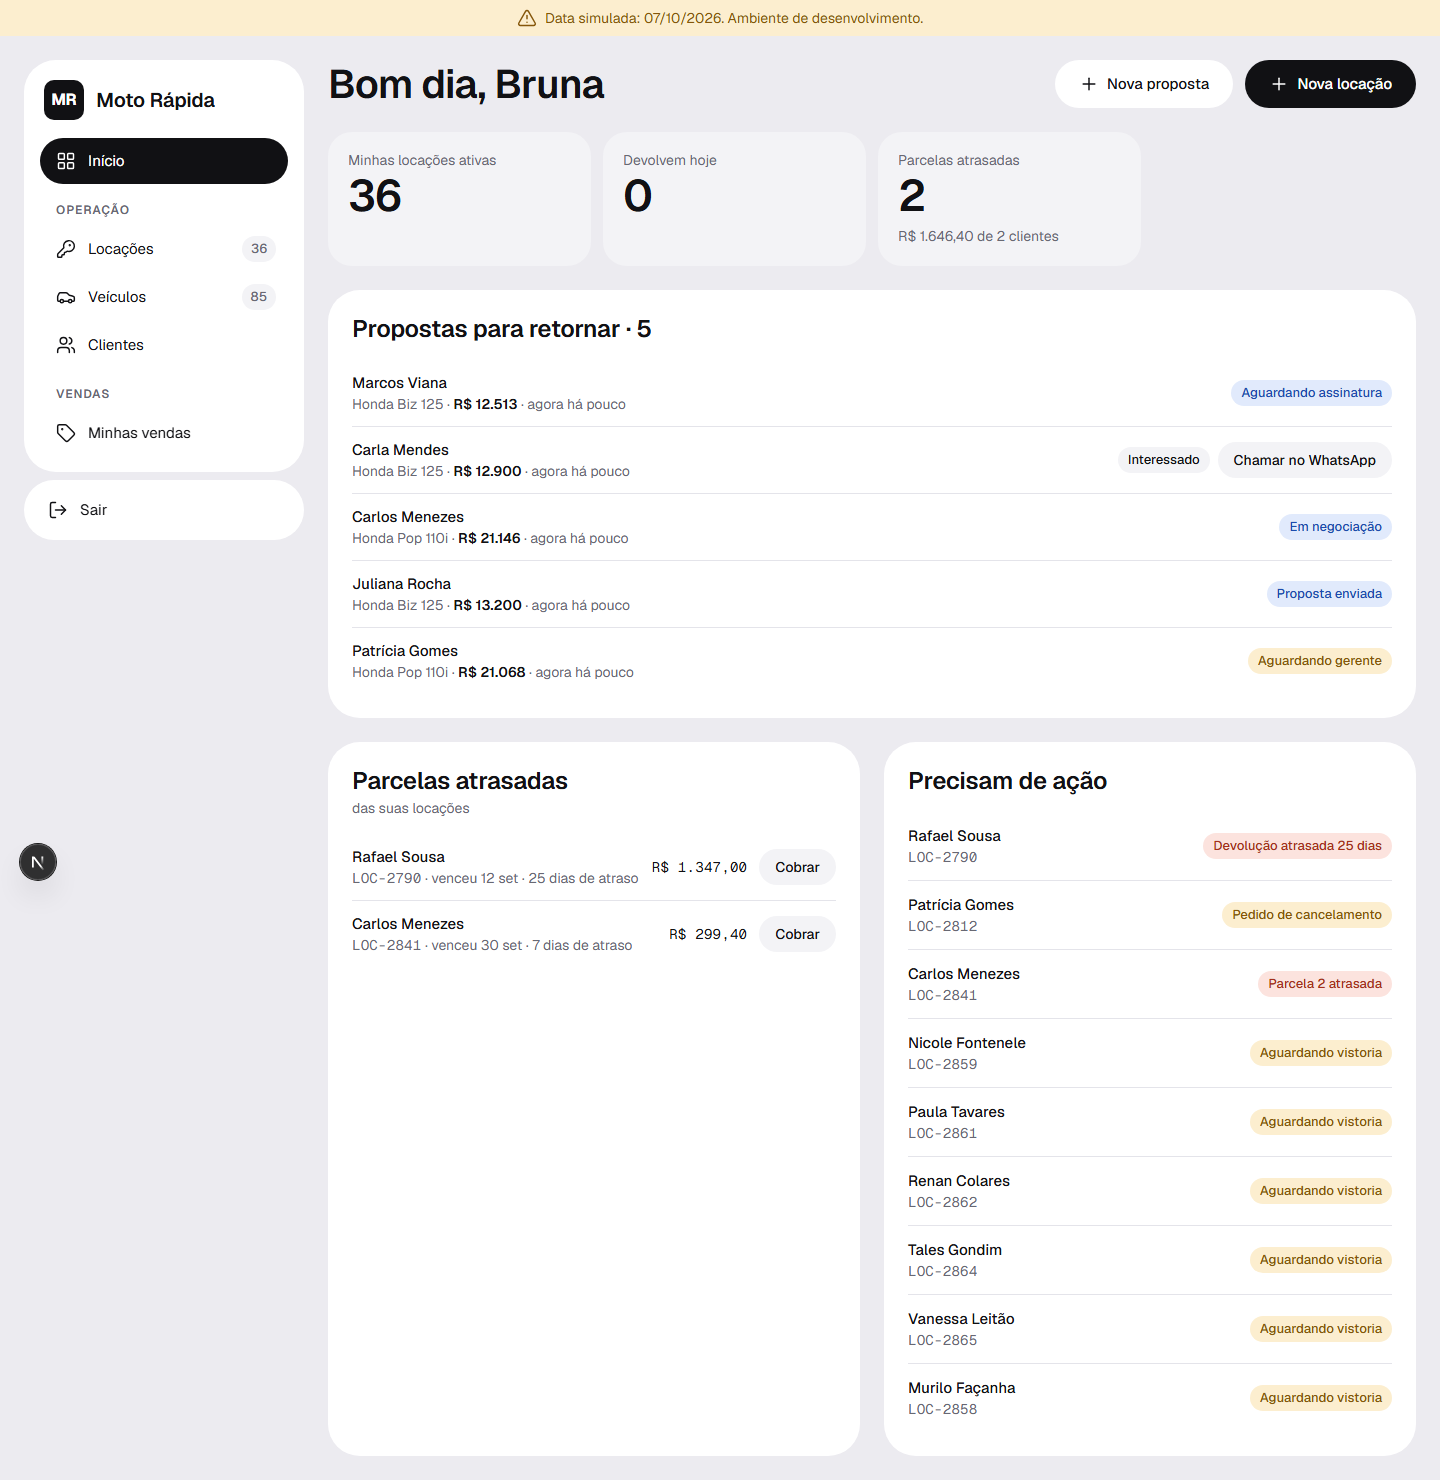 Data simulada: 07/10/2026. Ambiente de desenvolvimento.
MR Moto Rápida
Início
OPERAÇÃO
Locações 36
Veículos 85
Clientes
VENDAS
Minhas vendas
Sair
Bom dia, Bruna
Nova proposta
Nova locação
Minhas locações ativas
36
Devolvem hoje
0
Parcelas atrasadas
2
R$ 1.646,40 de 2 clientes
Propostas para retornar · 5
Marcos Viana
Honda Biz 125 · R$ 12.513 · agora há pouco
Aguardando assinatura
Carla Mendes
Honda Biz 125 · R$ 12.900 · agora há pouco
Interessado
Chamar no WhatsApp
Carlos Menezes
Honda Pop 110i · R$ 21.146 · agora há pouco
Em negociação
Juliana Rocha
Honda Biz 125 · R$ 13.200 · agora há pouco
Proposta enviada
Patrícia Gomes
Honda Pop 110i · R$ 21.068 · agora há pouco
Aguardando gerente
Parcelas atrasadas
das suas locações
Rafael Sousa
LOC-2790 · venceu 12 set · 25 dias de atraso
R$ 1.347,00
Cobrar
Carlos Menezes
LOC-2841 · venceu 30 set · 7 dias de atraso
R$ 299,40
Cobrar
Precisam de ação
Rafael Sousa
LOC-2790
Devolução atrasada 25 dias
Patrícia Gomes
LOC-2812
Pedido de cancelamento
Carlos Menezes
LOC-2841
Parcela 2 atrasada
Nicole Fontenele
LOC-2859
Aguardando vistoria
Paula Tavares
LOC-2861
Aguardando vistoria
Renan Colares
LOC-2862
Aguardando vistoria
Tales Gondim
LOC-2864
Aguardando vistoria
Vanessa Leitão
LOC-2865
Aguardando vistoria
Murilo Façanha
LOC-2858
Aguardando vistoria
N